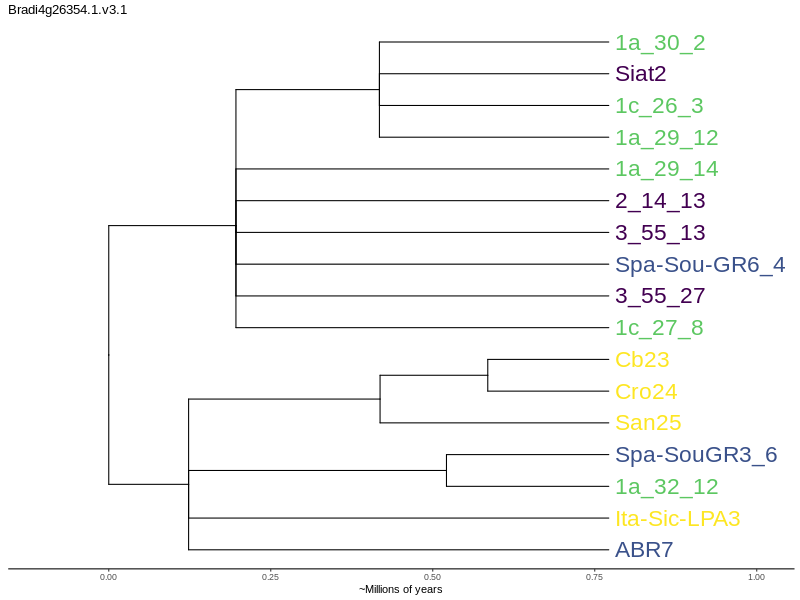 Bradi4g26354.1.v3.1
1a_30_2
Siat2
1c_26_3
1a_29_12
1a_29_14
2_14_13
3_55_13
Spa-Sou-GR6_4
3_55_27
1c_27_8
Cb23
Cro24
San25
Spa-SouGR3_6
1a_32_12
Ita-Sic-LPA3
ABR7
0.00 0.25 0.50 0.75 1.00
~Millions of years